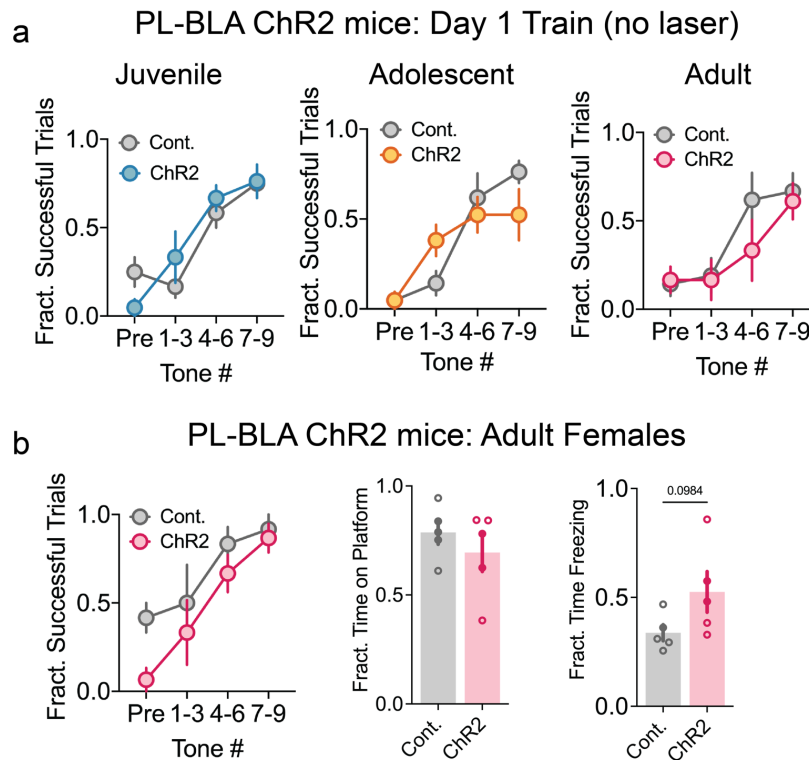 a
PL-BLA ChR2 mice: Day 1 Train (no laser)
Juvenile
Fract. Successful Trials
1.0
0.5
0.0
Cont.
ChR2
Pre 1-3 4-6 7-9
Tone #
Adolescent
Fract. Successful Trials
1.0
0.5
0.0
Cont.
ChR2
Pre 1-3 4-6 7-9
Tone #
Adult
Fract. Successful Trials
1.0
0.5
0.0
Cont.
ChR2
Pre 1-3 4-6 7-9
Tone #
b
PL-BLA ChR2 mice: Adult Females
Fract. Successful Trials
1.0
0.5
0.0
Cont.
ChR2
Pre 1-3 4-6 7-9
Tone #
Fract. Time on Platform
1.0
0.5
0.0
Cont.
ChR2
Fract. Time Freezing
1.0
0.5
0.0
0.0984
Cont.
ChR2